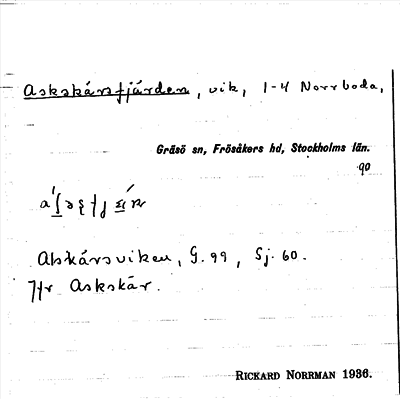 Askskärsfjärden, vik, 1-4 Norrboda,
Gräsö sn, Frösåkers hd, Stockholms län.
90
Abskärsviken, G. 99, Sj. 60.
Jfr Askskär.
RICKARD NORRMAN 1936.